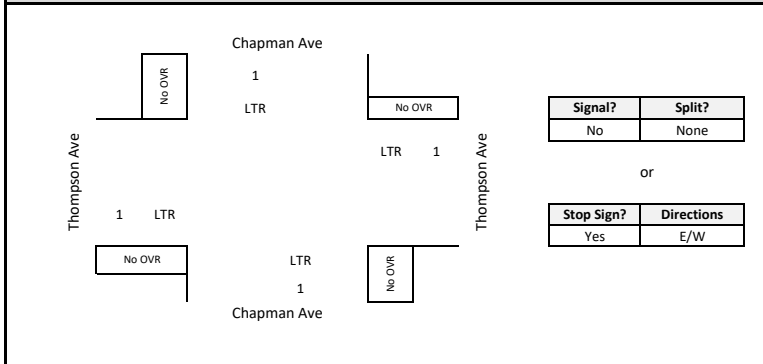 Chapman Ave
No OVR
1
LTR
No OVR
Signal? Split?
No None
Thompson Ave
LTR 1
Thompson Ave
or
1 LTR
Stop Sign? Directions
Yes E/W
No OVR
LTR
No OVR
1
Chapman Ave